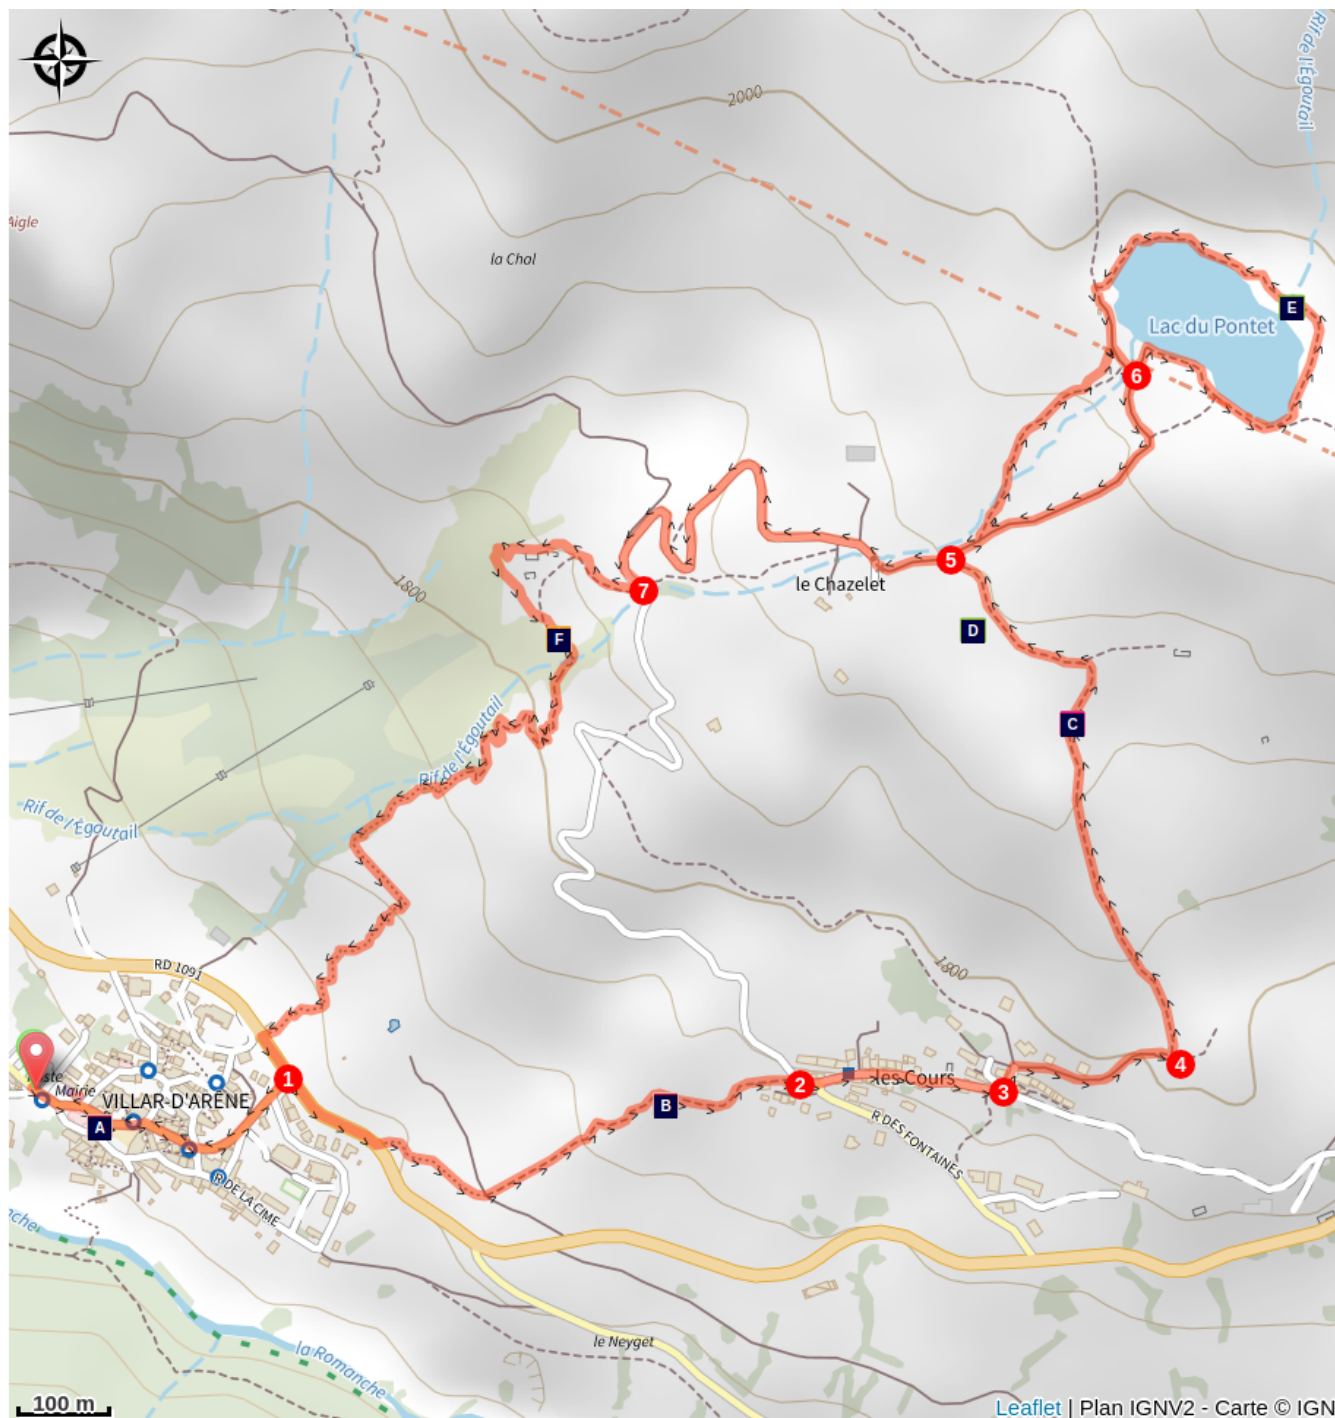 Rif de l'Égoutail
2000
Aigle
la Chol
Lac du Pontet
E
6
1800
5
7
le Chazelet
D
F
C
Rif de l'Égoutail
Rif de l'Égoutail
1800
RD 1091
4
1
Mairie
VILLAR-D'ARÊNE
les Cours
2
3
A
B
R DES FONTAINES
R DE LA CIME
le Neyget
la Romanche
100 m
Leaflet | Plan IGNV2 - Carte © IGN